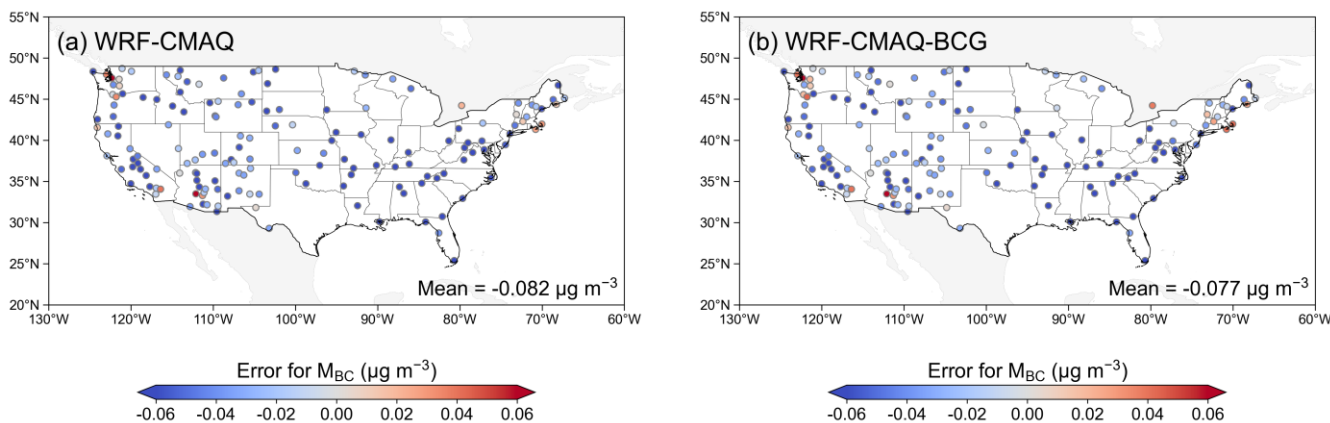 (a) WRF-CMAQ
55°N
50°N
45°N
40°N
35°N
30°N
25°N
20°N
Mean = -0.082 µg m⁻³
130°W 120°W 110°W 100°W 90°W 80°W 70°W 60°W
Error for M_BC (µg m⁻³)
-0.06 -0.04 -0.02 0.00 0.02 0.04 0.06
(b) WRF-CMAQ-BCG
55°N
50°N
45°N
40°N
35°N
30°N
25°N
20°N
Mean = -0.077 µg m⁻³
130°W 120°W 110°W 100°W 90°W 80°W 70°W 60°W
Error for M_BC (µg m⁻³)
-0.06 -0.04 -0.02 0.00 0.02 0.04 0.06